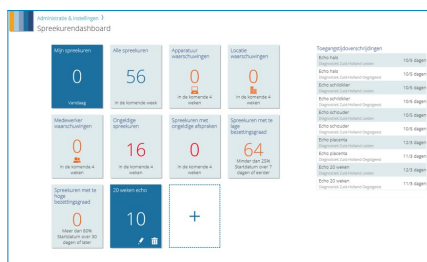 Administratie & Instellingen
Spreekurendashboard
Mijn spreekuren
0
Vandaag
Alle spreekuren
56
In de komende week
Apparatuur
waarschuwingen
0
In de komende 4
weken
Locatie
waarschuwingen
0
In de komende 4
weken
Medewerker
waarschuwingen
0
In de komende 4
weken
Ongeldige
spreekuren
16
In de komende 4
weken
Spreekuren met
ongeldige afspraken
0
In de komende 4
weken
Spreekuren met te
lage
bezettingsgraad
64
Minder dan 25%
Startdatum over 7
dagen of eerder
Spreekuren met te
hoge
bezettingsgraad
0
Meer dan 60%
Startdatum over 30
dagen of later
20 weken echo
10
+
Toegangstijdoverschrijdingen
Echo hals
10/5 dagen
Echo hals
10/5 dagen
Echo schildklier
10/5 dagen
Echo schildklier
10/5 dagen
Echo schouder
10/5 dagen
Echo schouder
10/5 dagen
Echo placenta
12/3 dagen
Echo placenta
11/3 dagen
Echo 20 weken
12/3 dagen
Echo 20 weken
11/3 dagen